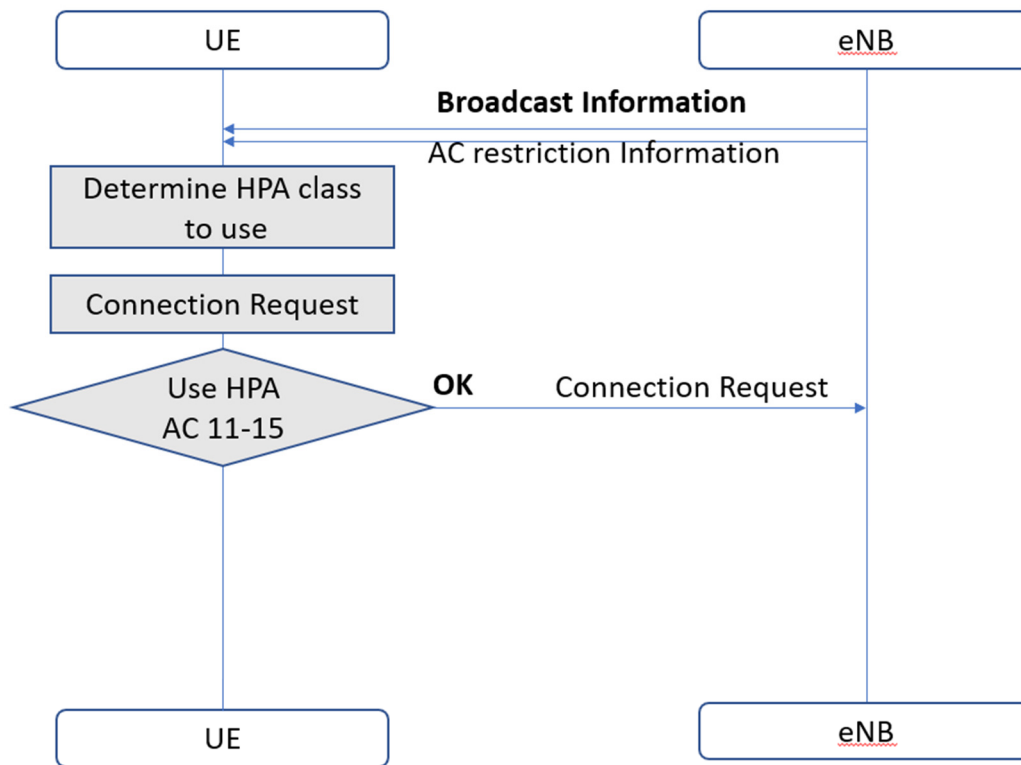 UE
eNB
Broadcast Information
AC restriction Information
Determine HPA class
to use
Connection Request
Use HPA
AC 11-15
OK
Connection Request
UE
eNB